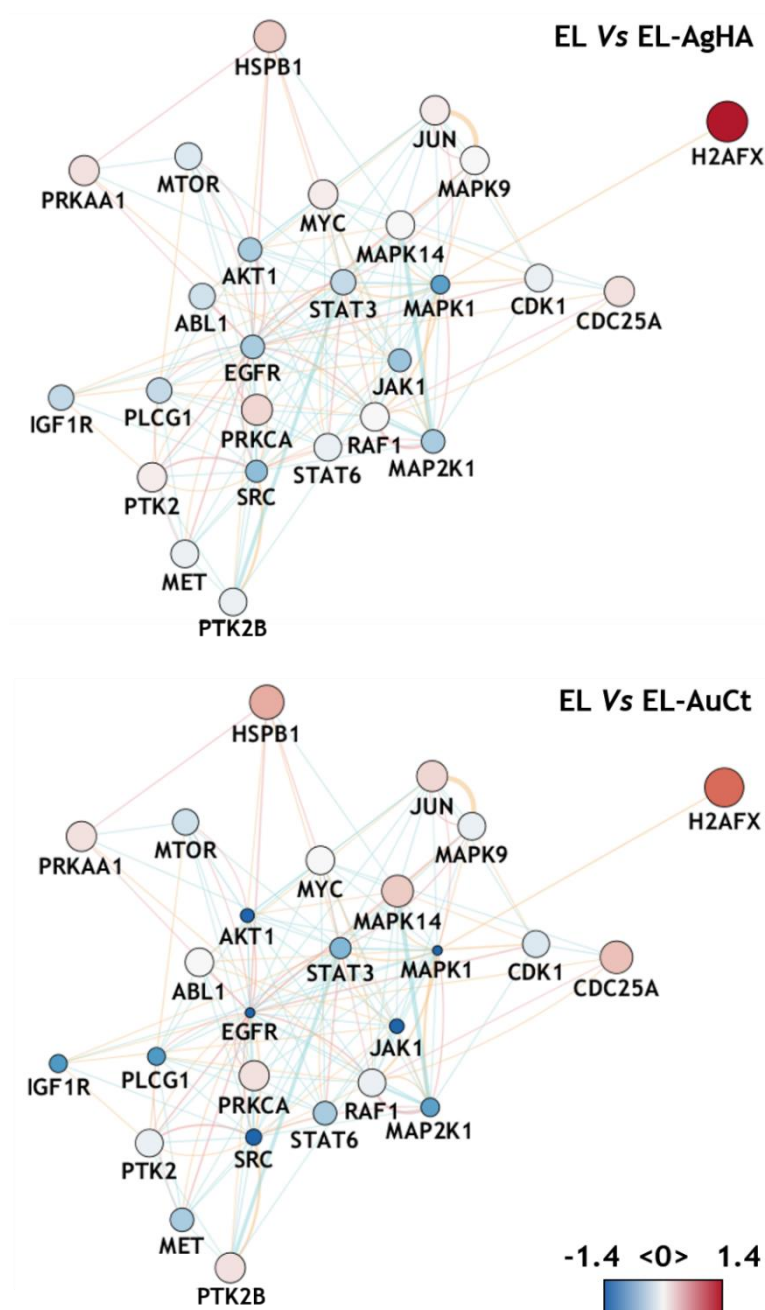 EL Vs EL-AgHA
HSPB1
JUN
H2AFX
MAPK9
MTOR
PRKAA1
MYC
MAPK14
AKT1
STAT3
MAPK1
CDK1
CDC25A
ABL1
EGFR
JAK1
IGF1R
PLCG1
PRKCA
RAF1
STAT6
MAP2K1
PTK2
SRC
MET
PTK2B
EL Vs EL-AuCt
HSPB1
JUN
H2AFX
MTOR
MAPK9
PRKAA1
MYC
MAPK14
AKT1
STAT3
MAPK1
CDK1
CDC25A
ABL1
EGFR
JAK1
IGF1R
PLCG1
PRKCA
RAF1
MAP2K1
STAT6
PTK2
SRC
MET
PTK2B
-1.4 <0> 1.4